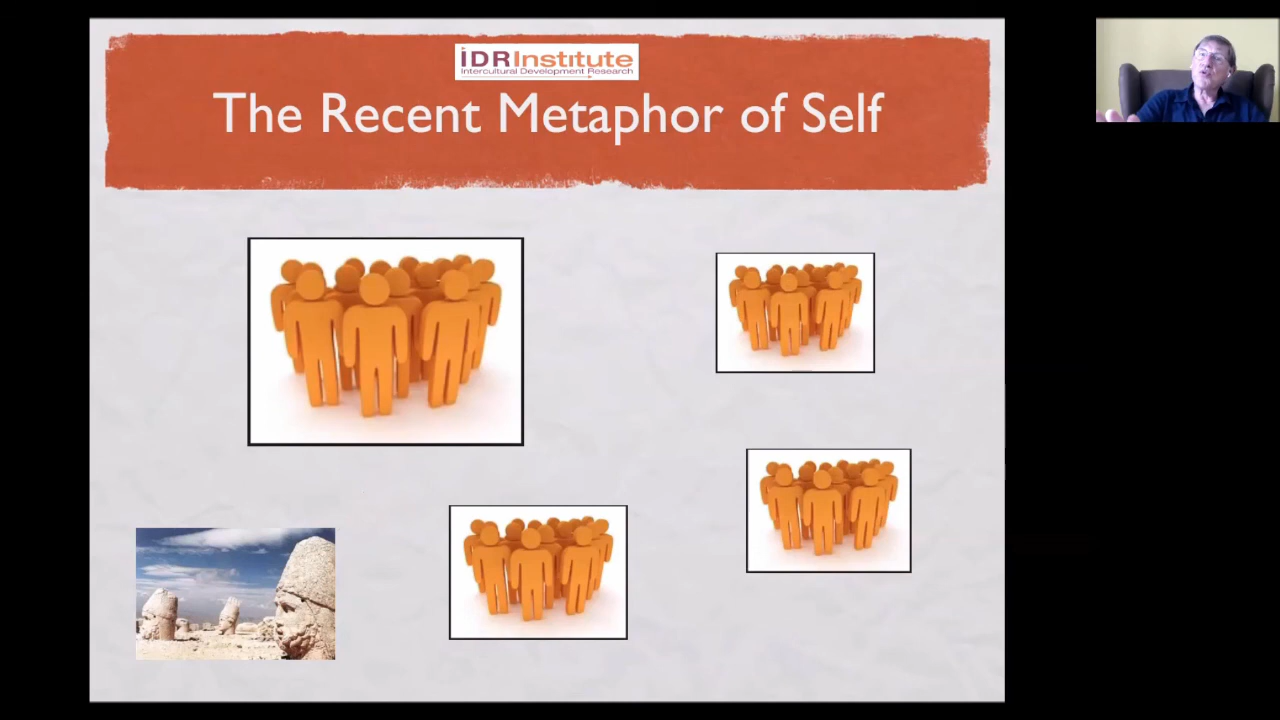 IDRInstitute
Intercultural Development Research
The Recent Metaphor of Self